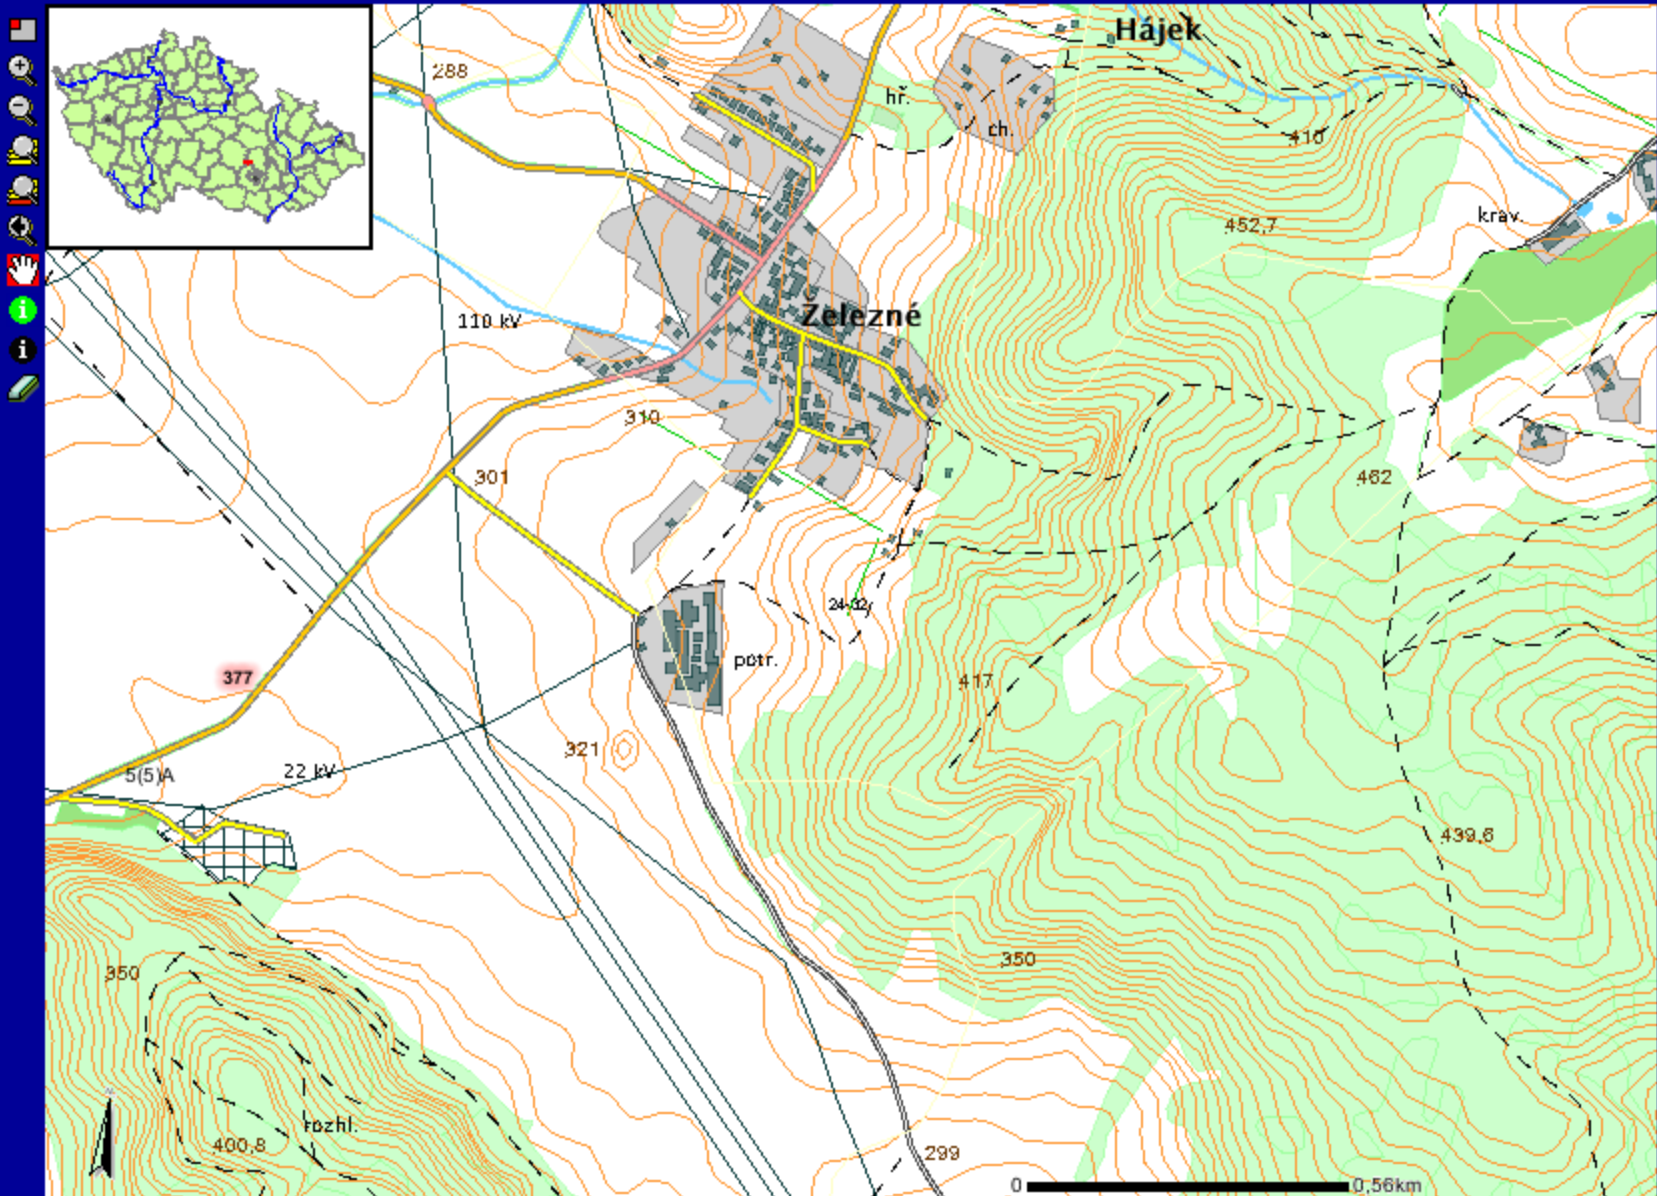 Hájek
288
hř.
ch.
410
452,7
krav.
Železné
110 kV
310
301
462
24-32
potr.
377
417
321
22 kV
5(5)A
439,6
350
350
rozhl.
400,8
299
0
0,56km